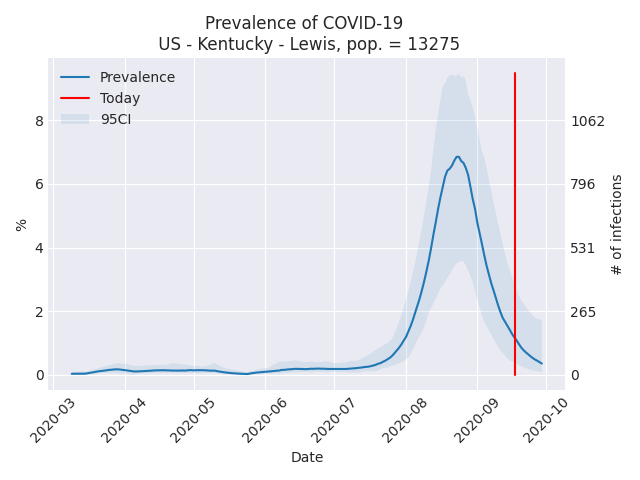 Prevalence of COVID-19
US - Kentucky - Lewis, pop. = 13275
Prevalence
Today
95CI
8
6
4
2
0
%
1062
796
531
265
0
# of infections
2020-03
2020-04
2020-05
2020-06
2020-07
2020-08
2020-09
2020-10
Date